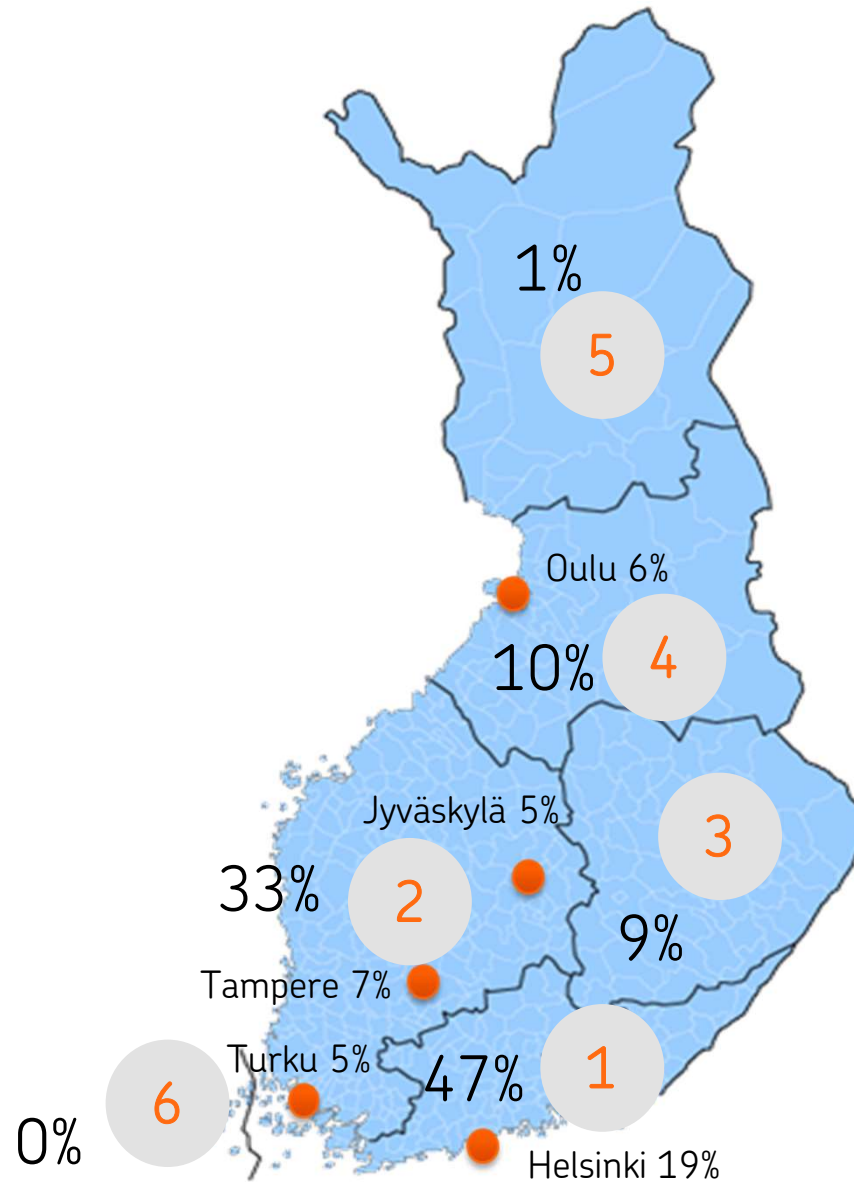 1%
5
Oulu 6%
10%
4
Jyväskylä 5%
3
33%
2
9%
Tampere 7%
Turku 5%
47%
1
6
0%
Helsinki 19%